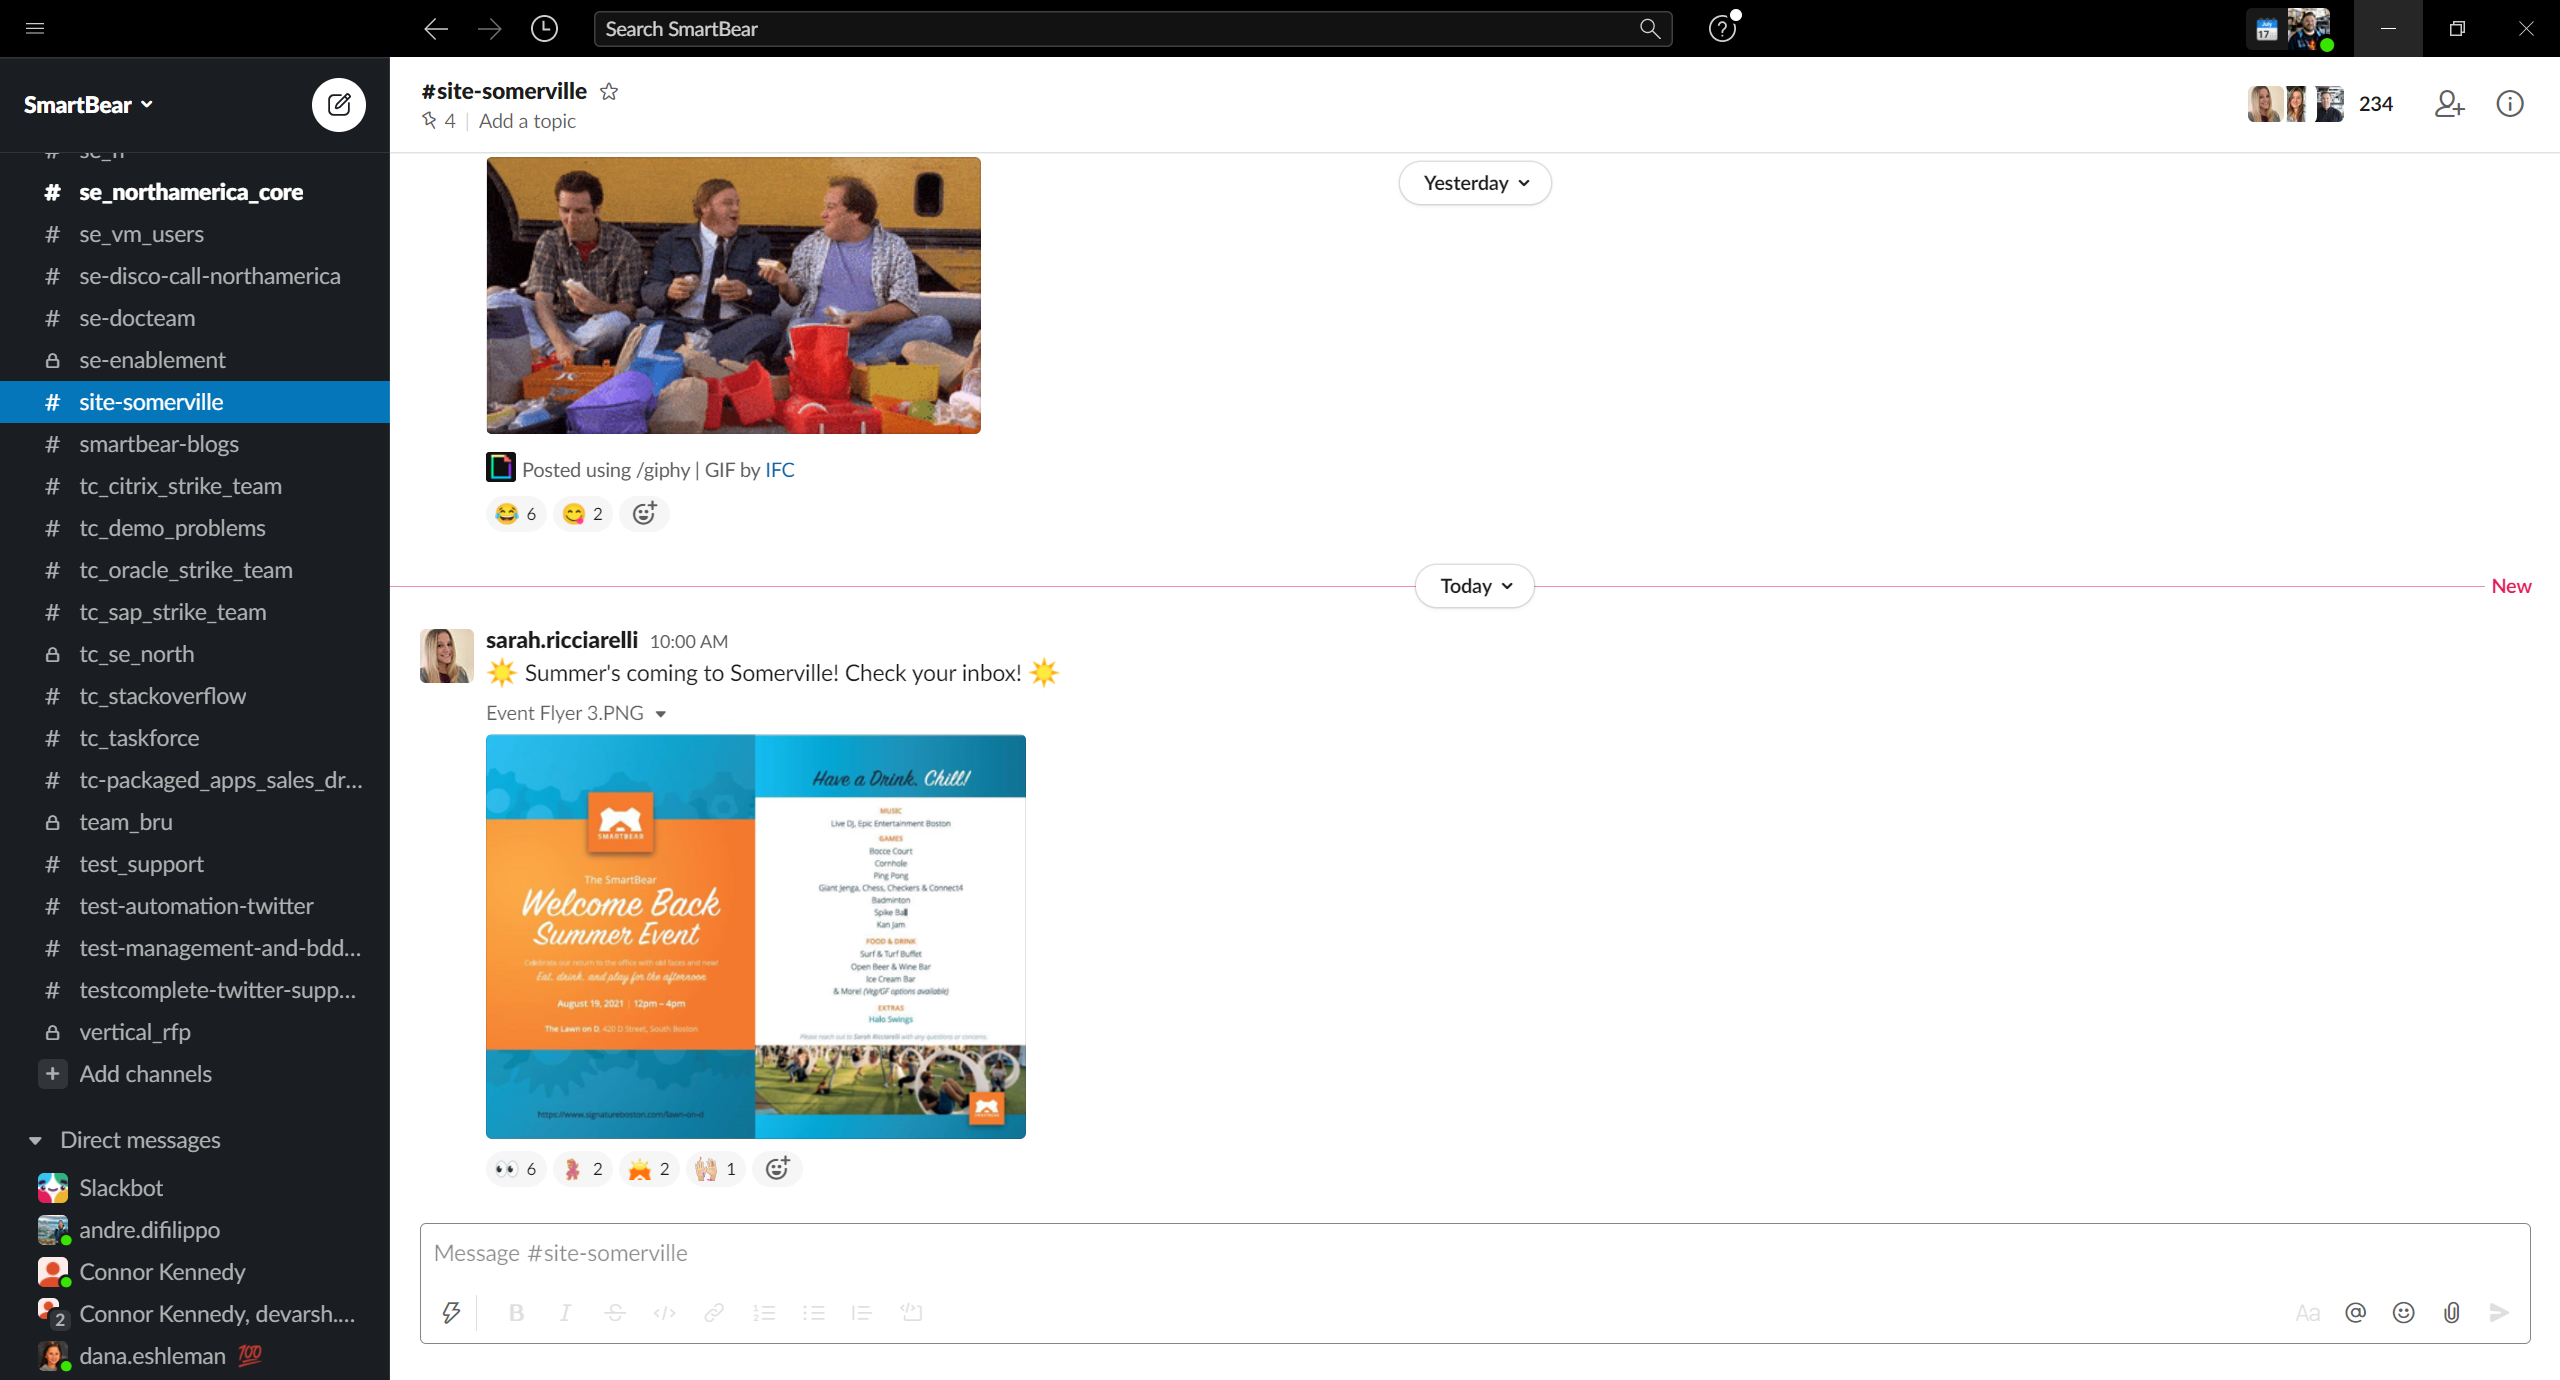 Search SmartBear
July
17
SmartBear
# se_northamerica_core
# se_vm_users
# se-disco-call-northamerica
# se-docteam
se-enablement
# site-somerville
# smartbear-blogs
# tc_citrix_strike_team
# tc_demo_problems
# tc_oracle_strike_team
# tc_sap_strike_team
tc_se_north
# tc_stackoverflow
# tc_taskforce
# tc-packaged_apps_sales_dr...
team_bru
# test_support
# test-automation-twitter
# test-management-and-bdd...
# testcomplete-twitter-supp...
vertical_rfp
+ Add channels
Direct messages
Slackbot
andre.difilippo
Connor Kennedy
2 Connor Kennedy, devarsh....
dana.eshleman 💯
#site-somerville
4 | Add a topic
234
Yesterday
Posted using /giphy | GIF by IFC
😂 6 😋 2
Today
New
sarah.ricciarelli 10:00 AM
☀️ Summer's coming to Somerville! Check your inbox! ☀️
Event Flyer 3.PNG
SMARTBEAR
The SmartBear
Welcome Back
Summer Event
Celebrate our return to the office with old faces and new!
Eat, drink, and play for the afternoon
August 19, 2021 | 12pm – 4pm
The Lawn on D, 420 D Street, South Boston
https://www.signatureboston.com/lawn-on-d
Have a Drink. Chill!
MUSIC
Live DJ, Epic Entertainment Boston
GAMES
Bocce Court
Cornhole
Ping Pong
Giant Jenga, Chess, Checkers & Connect4
Badminton
Spike Ball
Kan Jam
FOOD & DRINK
Surf & Turf Buffet
Open Beer & Wine Bar
Ice Cream Bar
& More! (Veg/GF options available)
EXTRAS
Halo Swings
Please reach out to Sarah Ricciarelli with any questions or concerns.
👀 6 2 2 1
Message #site-somerville
Aa @